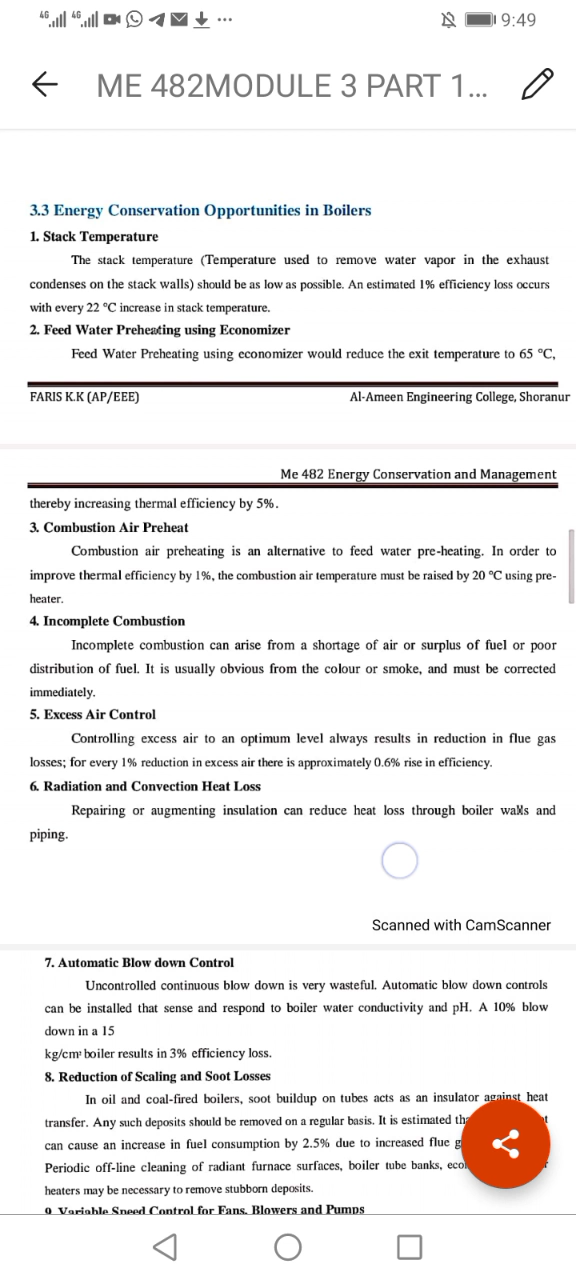 4G 4G ... 9:49
ME 482MODULE 3 PART 1...
3.3 Energy Conservation Opportunities in Boilers
1. Stack Temperature
The stack temperature (Temperature used to remove water vapor in the exhaust
condenses on the stack walls) should be as low as possible. An estimated 1% efficiency loss occurs
with every 22 °C increase in stack temperature.
2. Feed Water Preheating using Economizer
Feed Water Preheating using economizer would reduce the exit temperature to 65 °C,
FARIS K.K (AP/EEE) Al-Ameen Engineering College, Shoranur
Me 482 Energy Conservation and Management
thereby increasing thermal efficiency by 5%.
3. Combustion Air Preheat
Combustion air preheating is an alternative to feed water pre-heating. In order to
improve thermal efficiency by 1%, the combustion air temperature must be raised by 20 °C using pre-
heater.
4. Incomplete Combustion
Incomplete combustion can arise from a shortage of air or surplus of fuel or poor
distribution of fuel. It is usually obvious from the colour or smoke, and must be corrected
immediately.
5. Excess Air Control
Controlling excess air to an optimum level always results in reduction in flue gas
losses; for every 1% reduction in excess air there is approximately 0.6% rise in efficiency.
6. Radiation and Convection Heat Loss
Repairing or augmenting insulation can reduce heat loss through boiler walls and
piping.
Scanned with CamScanner
7. Automatic Blow down Control
Uncontrolled continuous blow down is very wasteful. Automatic blow down controls
can be installed that sense and respond to boiler water conductivity and pH. A 10% blow
down in a 15
kg/cm² boiler results in 3% efficiency loss.
8. Reduction of Scaling and Soot Losses
In oil and coal-fired boilers, soot buildup on tubes acts as an insulator against heat
transfer. Any such deposits should be removed on a regular basis. It is estimated
can cause an increase in fuel consumption by 2.5% due to increased flue
Periodic off-line cleaning of radiant furnace surfaces, boiler tube banks,
heaters may be necessary to remove stubborn deposits.
9. Variable Speed Control for Fans, Blowers and Pumps